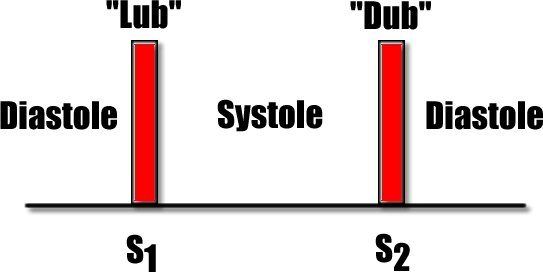 "Lub" "Dub"
Diastole Systole Diastole
S1 S2